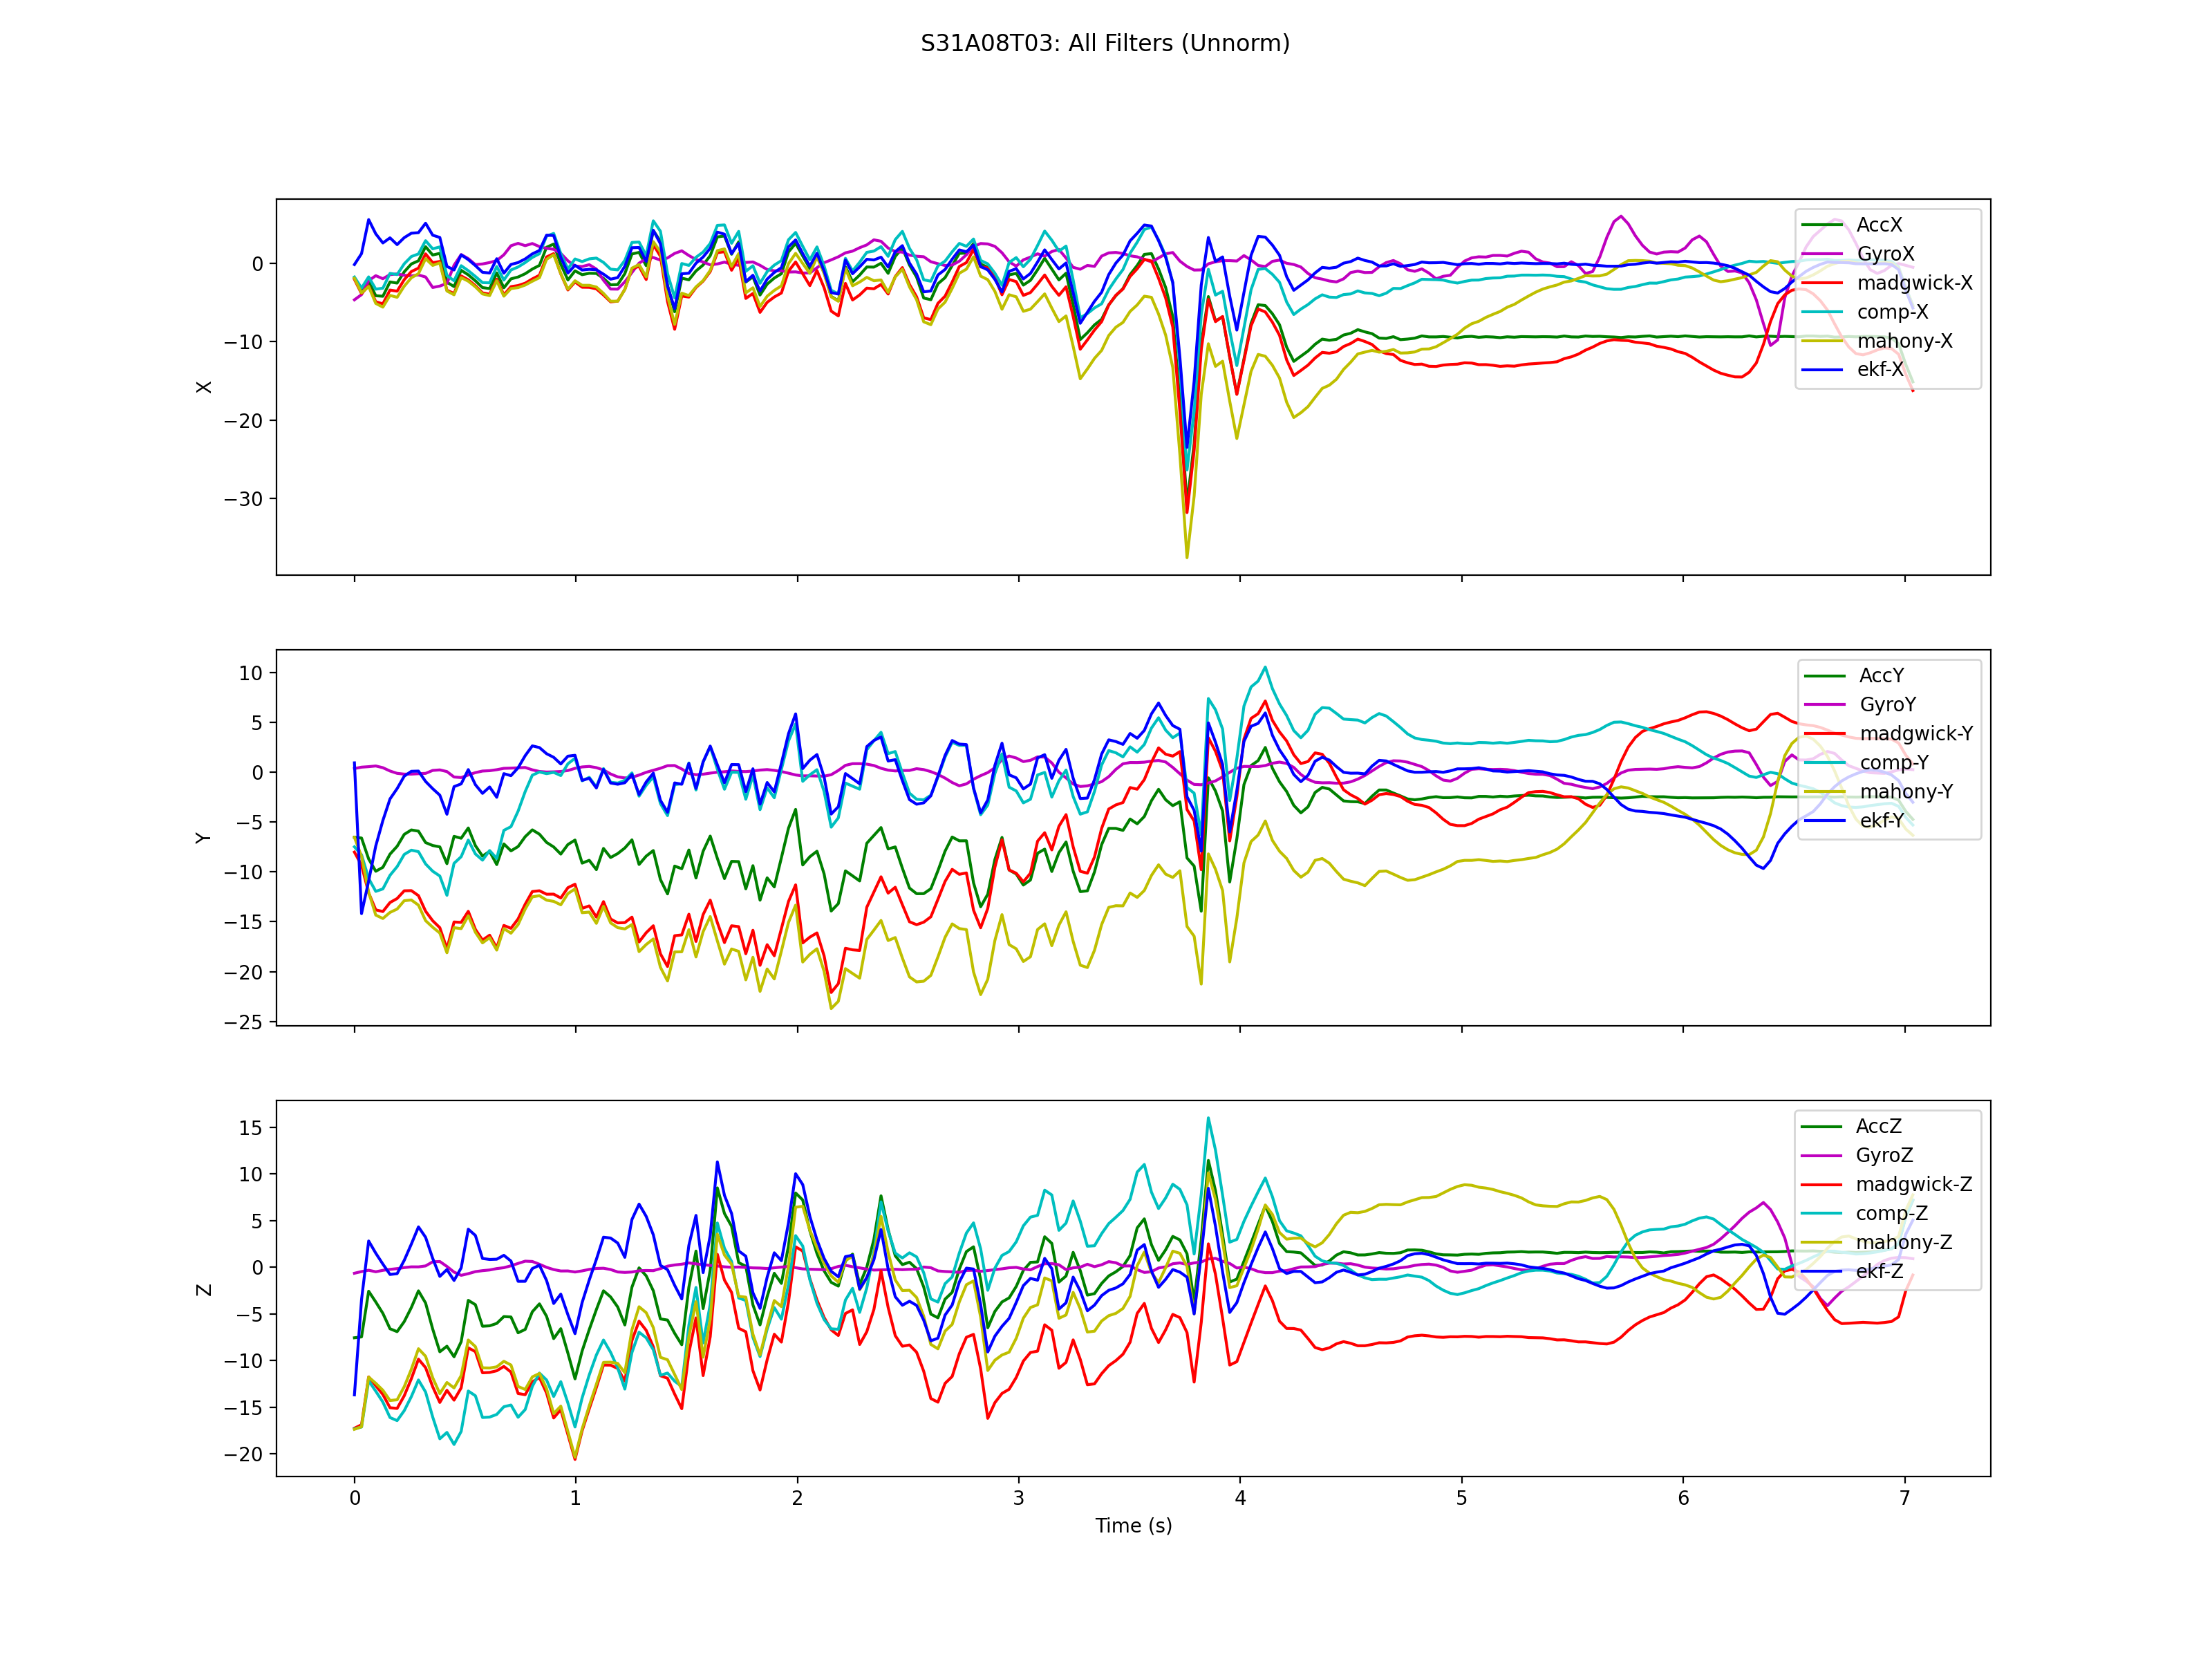 S31A08T03: All Filters (Unnorm)
0
−10
−20
−30
X
AccX
GyroX
madgwick-X
comp-X
mahony-X
ekf-X
10
5
0
−5
−10
−15
−20
−25
Y
AccY
GyroY
madgwick-Y
comp-Y
mahony-Y
ekf-Y
15
10
5
0
−5
−10
−15
−20
Z
AccZ
GyroZ
madgwick-Z
comp-Z
mahony-Z
ekf-Z
0 1 2 3 4 5 6 7
Time (s)